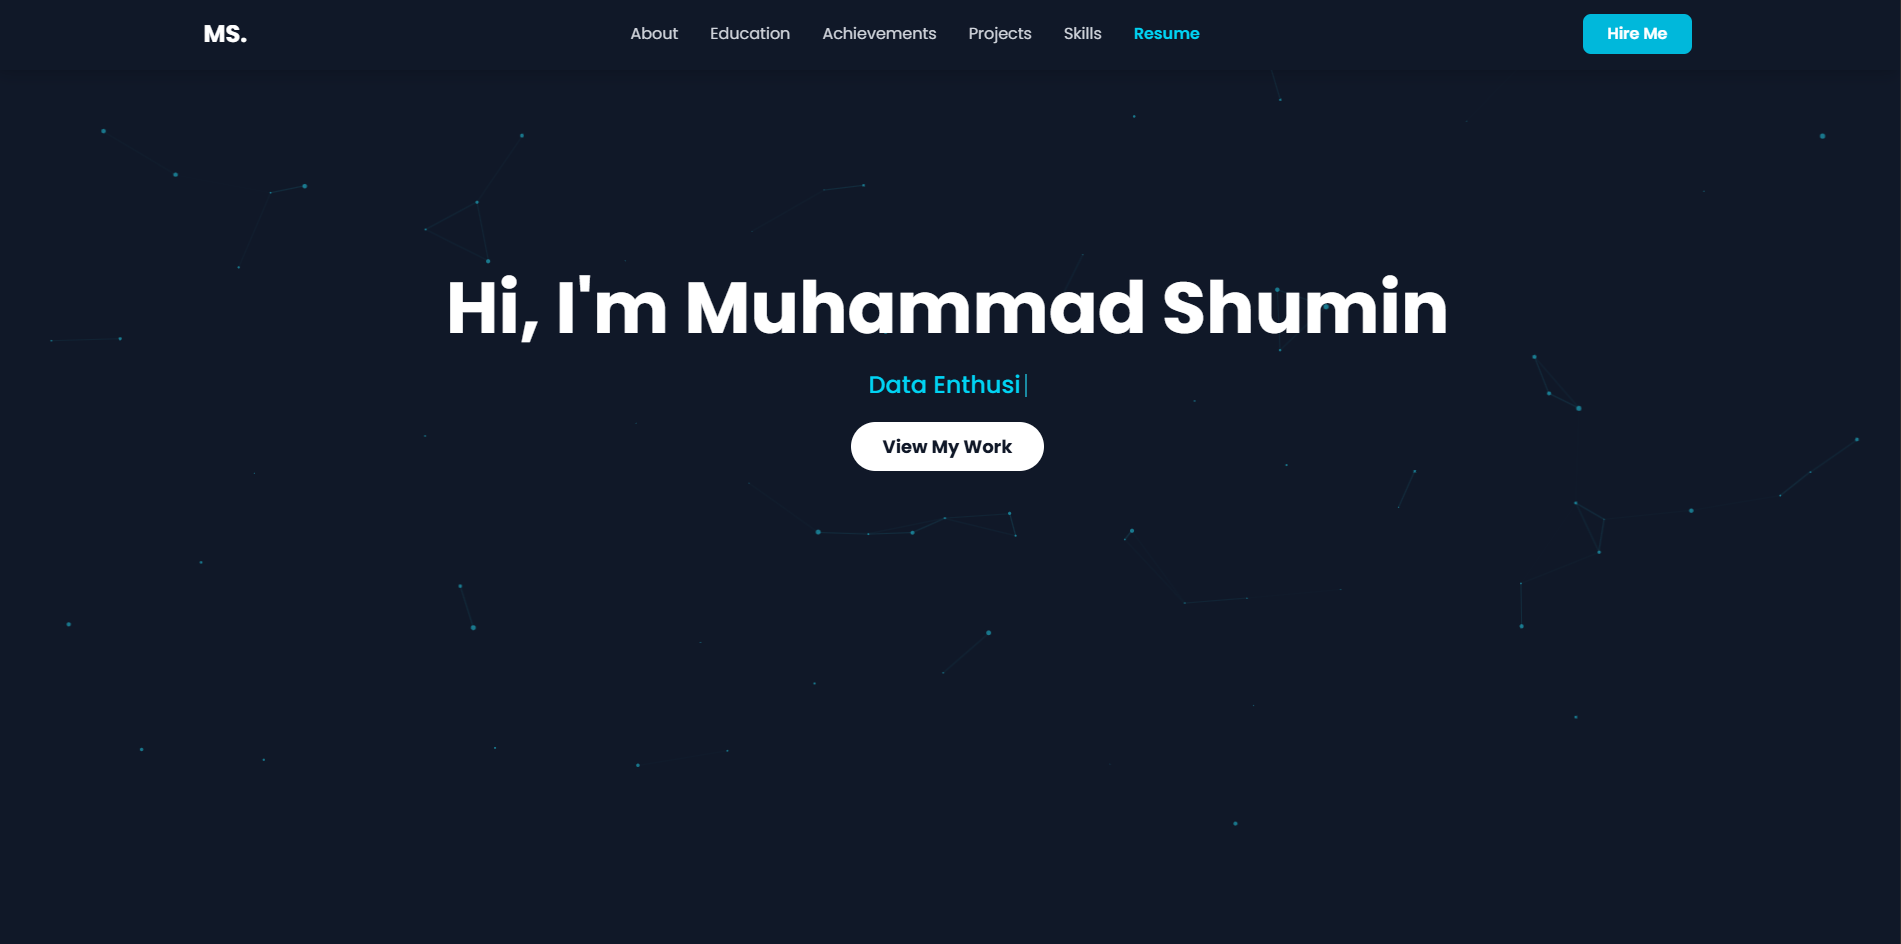 MS. About Education Achievements Projects Skills Resume Hire Me
Hi, I'm Muhammad Shumin
Data Enthusi
View My Work